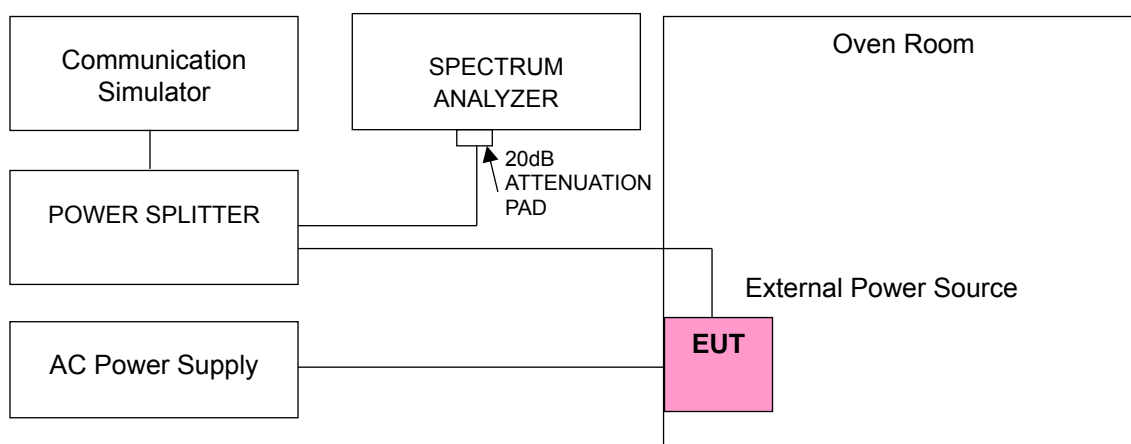 Communication
Simulator
SPECTRUM
ANALYZER
Oven Room
20dB
ATTENUATION
PAD
POWER SPLITTER
External Power Source
EUT
AC Power Supply